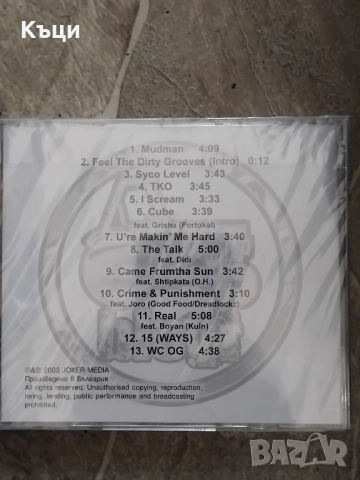 Къци
1. Mudman 4:09
2. Feel The Dirty Grooves (Intro) 0:12
3. Syco Level 3:43
4. TKO 3:45
5. I Scream 3:33
6. Cube 3:39
feat. Grisha (Portokal)
7. U're Makin' Me Hard 3:40
8. The Talk 5:00
feat. Didi
9. Came Frumtha Sun 3:42
feat. Shtipkata (O.H.)
10. Crime & Punishment 3:10
feat. Joro (Good Food/Dreadlockz)
11. Real 5:08
feat. Boyan (Kuln)
12. 15 (WAYS) 4:27
13. WC OG 4:38
℗&© 2003 JOKER MEDIA
Произведено в България
All rights reserved. Unauthorised copying, reproduction,
hiring, lending, public performance and broadcasting
prohibited.
BAZAR